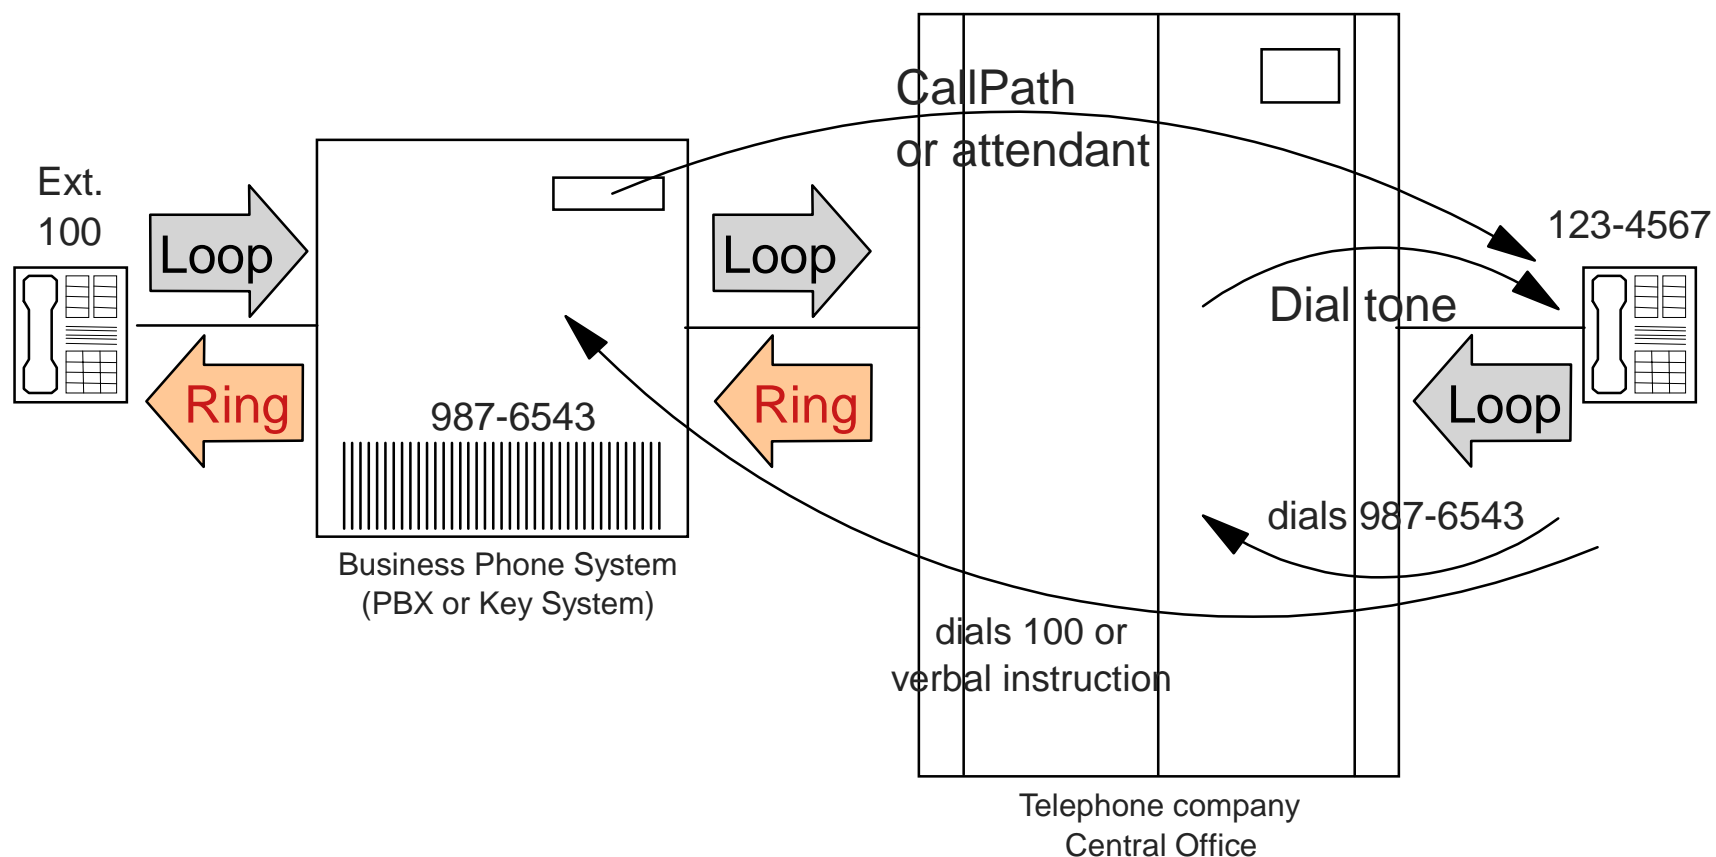 CallPath
or attendant
Ext.
100
Loop
Loop
123-4567
Dial tone
Ring
987-6543
Ring
Loop
dials 987-6543
Business Phone System
(PBX or Key System)
dials 100 or
verbal instruction
Telephone company
Central Office